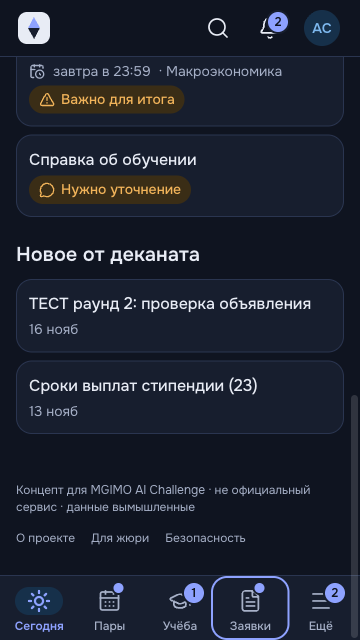 2
АС
завтра в 23:59 · Макроэкономика
Важно для итога
Справка об обучении
Нужно уточнение
Новое от деканата
ТЕСТ раунд 2: проверка объявления
16 нояб
Сроки выплат стипендии (23)
13 нояб
Концепт для MGIMO AI Challenge · не официальный
сервис · данные вымышленные
О проекте Для жюри Безопасность
1 2
Сегодня Пары Учёба Заявки Ещё